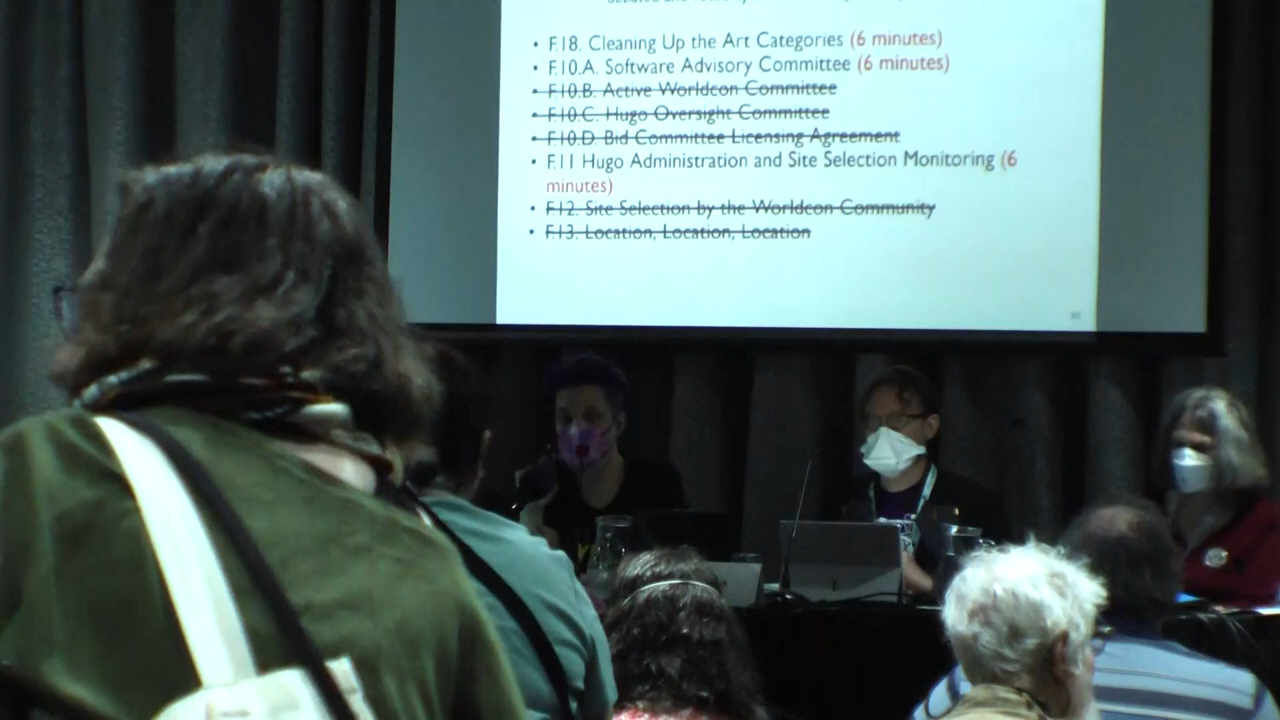 • F.18. Cleaning Up the Art Categories (6 minutes)
• F.10.A. Software Advisory Committee (6 minutes)
• F.10.B. Active Worldcon Committee
• F.10.C. Hugo Oversight Committee
• F.10.D. Bid Committee Licensing Agreement
• F.11 Hugo Administration and Site Selection Monitoring (6
minutes)
• F.12. Site Selection by the Worldcon Community
• F.13. Location, Location, Location